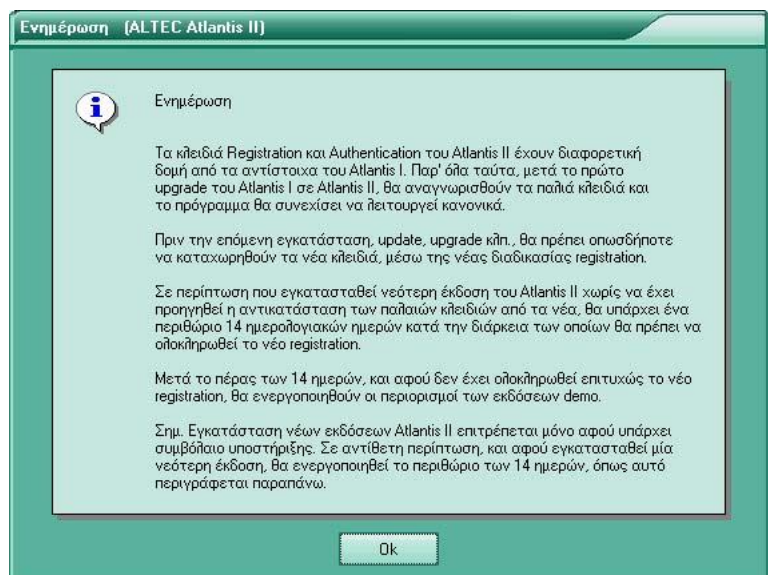 Ενημέρωση (ALTEC Atlantis II)
Ενημέρωση
Τα κλειδιά Registration και Authentication του Atlantis II έχουν διαφορετική
δομή από τα αντίστοιχα του Atlantis I. Παρ' όλα ταύτα, μετά το πρώτο
upgrade του Atlantis I σε Atlantis II, θα αναγνωρισθούν τα παλιά κλειδιά και
το πρόγραμμα θα συνεχίσει να λειτουργεί κανονικά.
Πριν την επόμενη εγκατάσταση, update, upgrade κλπ., θα πρέπει οπωσδήποτε
να καταχωρηθούν τα νέα κλειδιά, μέσω της νέας διαδικασίας registration.
Σε περίπτωση που εγκατασταθεί νεότερη έκδοση του Atlantis II χωρίς να έχει
προηγηθεί η αντικατάσταση των παλαιών κλειδιών από τα νέα, θα υπάρχει ένα
περιθώριο 14 ημερολογιακών ημερών κατά την διάρκεια των οποίων θα πρέπει να
ολοκληρωθεί το νέο registration.
Μετά το πέρας των 14 ημερών, και αφού δεν έχει ολοκληρωθεί επιτυχώς το νέο
registration, θα ενεργοποιηθούν οι περιορισμοί των εκδόσεων demo.
Σημ. Εγκατάσταση νέων εκδόσεων Atlantis II επιτρέπεται μόνο αφού υπάρχει
συμβόλαιο υποστήριξης. Σε αντίθετη περίπτωση, και αφού εγκατασταθεί μία
νεότερη έκδοση, θα ενεργοποιηθεί το περιθώριο των 14 ημερών, όπως αυτό
περιγράφεται παραπάνω.
Ok